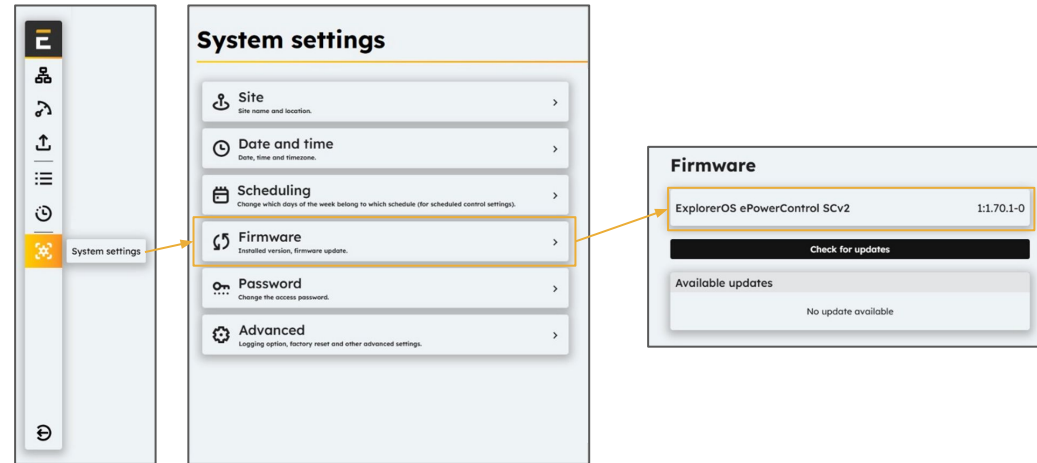 System settings
System settings
Site
Site name and location.
Date and time
Date, time and timezone.
Scheduling
Change which days of the week belong to which schedule (for scheduled control settings).
Firmware
Installed version, firmware update.
Password
Change the access password.
Advanced
Logging option, factory reset and other advanced settings.
Firmware
ExplorerOS ePowerControl SCv2 1:1.70.1-0
Check for updates
Available updates
No update available